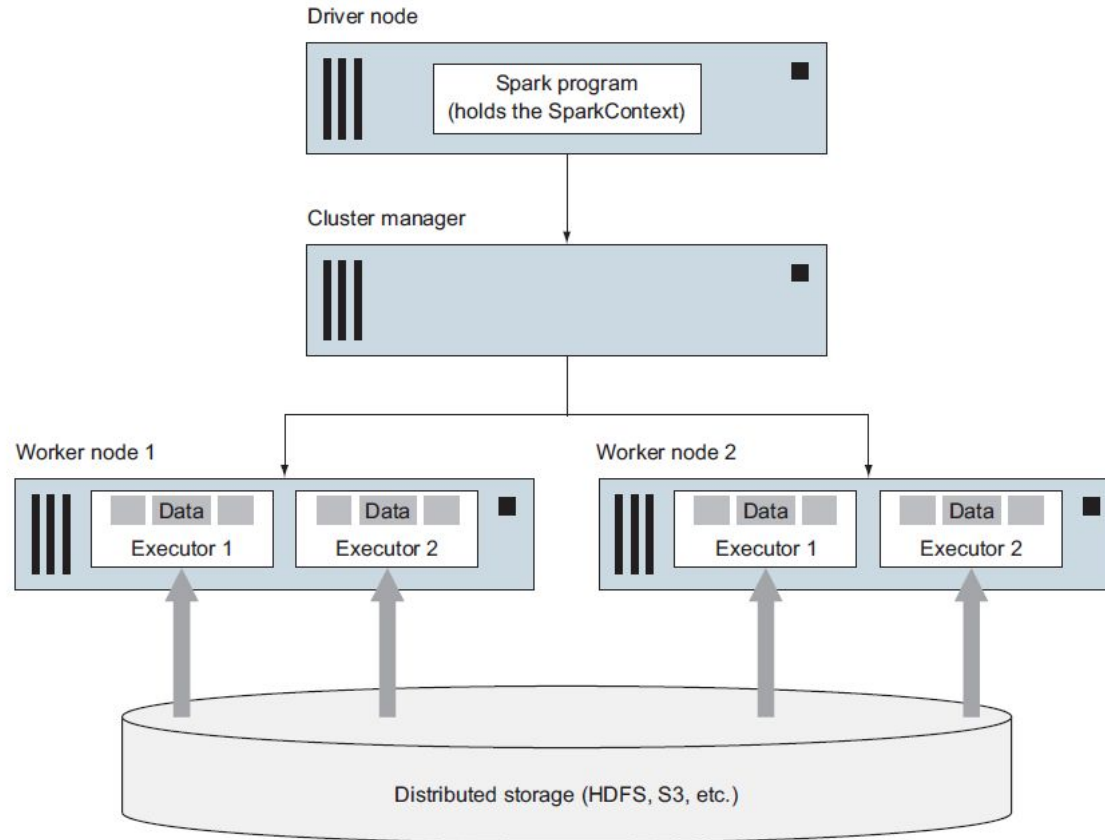 Driver node
Spark program
(holds the SparkContext)
Cluster manager
Worker node 1
Worker node 2
Data
Executor 1
Data
Executor 2
Data
Executor 1
Data
Executor 2
Distributed storage (HDFS, S3, etc.)